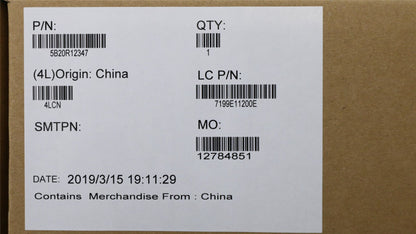 P/N:
QTY:
5B20R12347
1
(4L)Origin: China
LC P/N:
4LCN
7199E11200E
SMTPN:
MO:
12784851
DATE: 2019/3/15 19:11:29
Contains Merchandise From : China